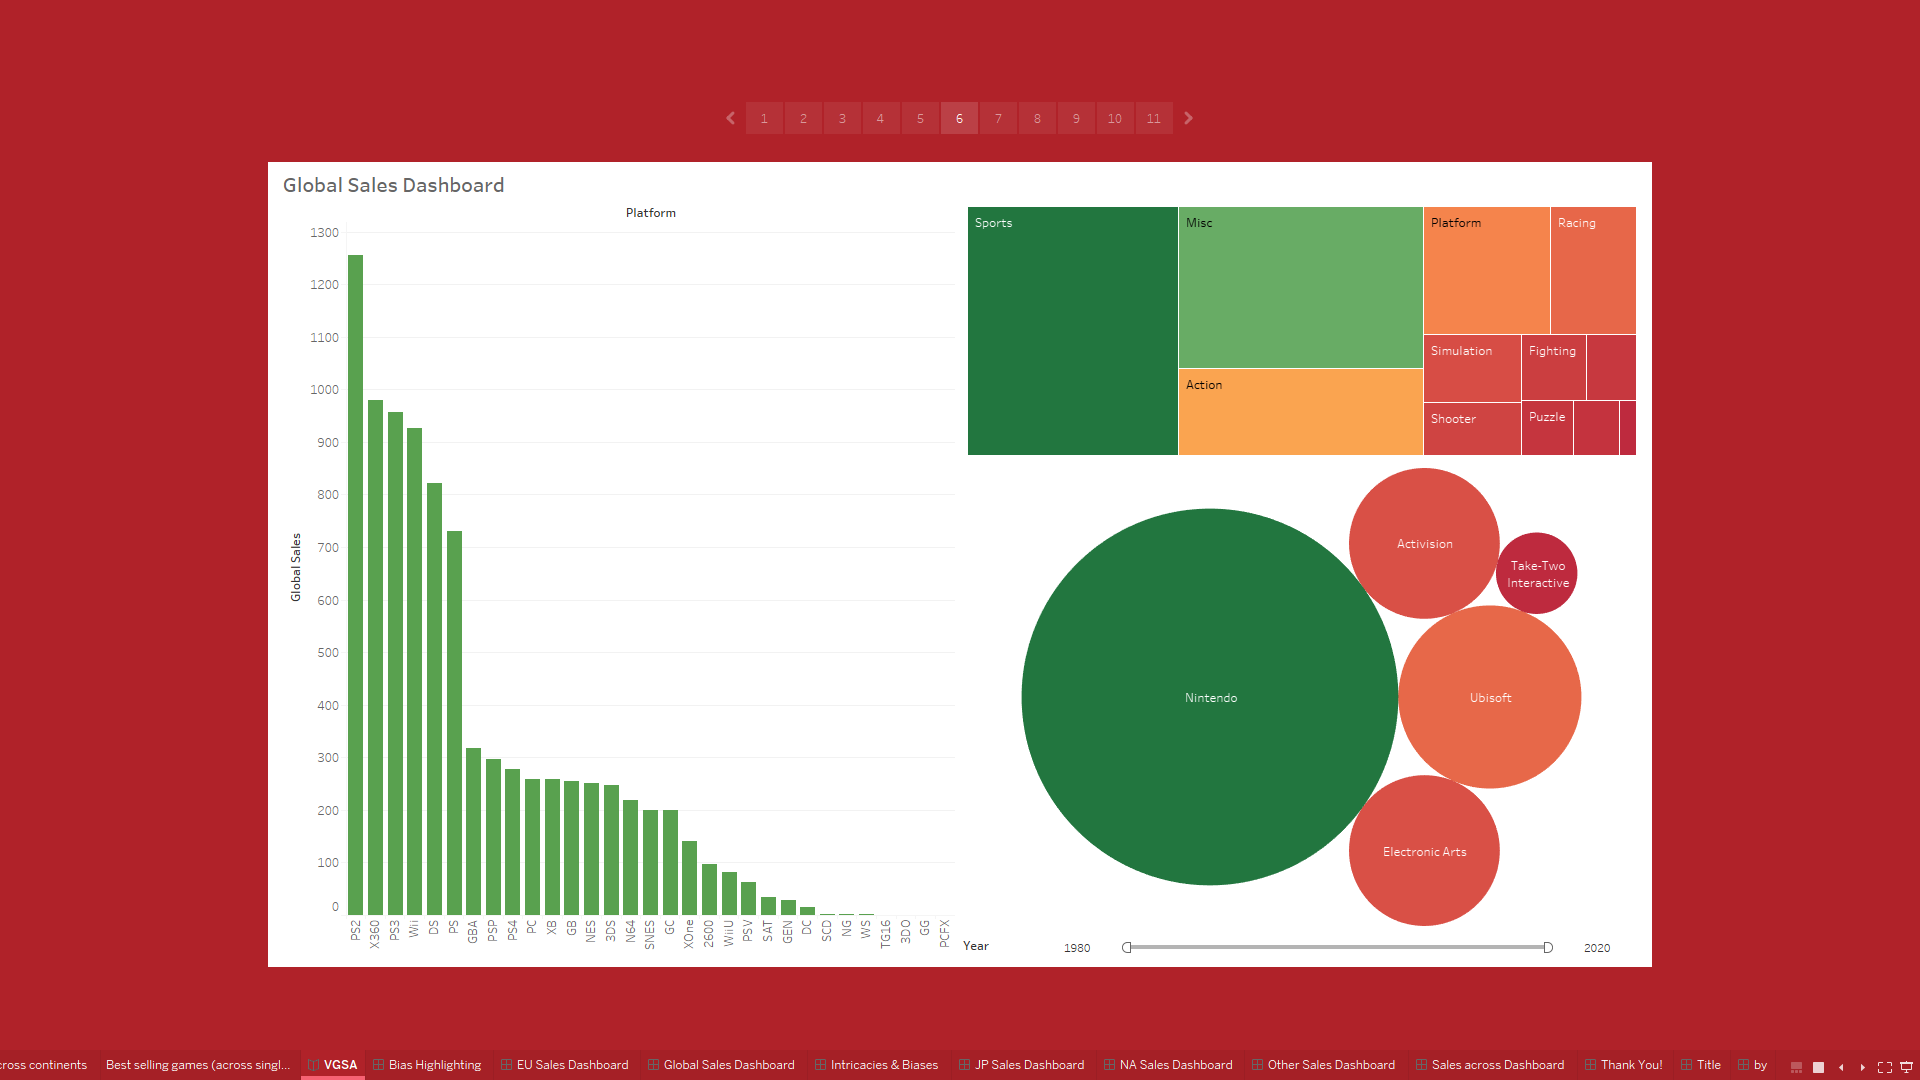 1 2 3 4 5 6 7 8 9 10 11
Global Sales Dashboard
Platform
1300
1200
1100
1000
900
800
700
600
500
400
300
200
100
0
Global Sales
PS2 X360 PS3 Wii DS PS GBA PSP PS4 PC XB GB NES 3DS N64 SNES GC XOne 2600 WiiU PSV SAT GEN DC SCD NG WS TG16 3DO GG PCFX
Sports
Misc
Action
Platform
Racing
Simulation
Fighting
Shooter
Puzzle
Activision
Take-Two
Interactive
Nintendo
Ubisoft
Electronic Arts
Year 1980 2020
cross continents Best selling games (across singl... VGSA Bias Highlighting EU Sales Dashboard Global Sales Dashboard Intricacies & Biases JP Sales Dashboard NA Sales Dashboard Other Sales Dashboard Sales across Dashboard Thank You! Title by